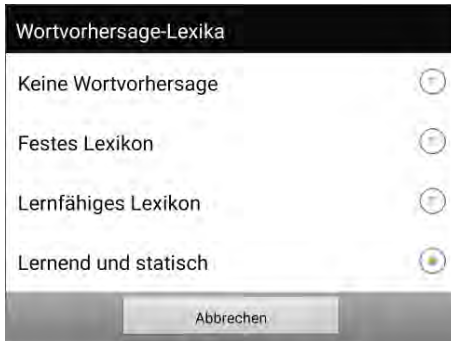 Wortvorhersage-Lexika
Keine Wortvorhersage
Festes Lexikon
Lernfähiges Lexikon
Lernend und statisch
Abbrechen